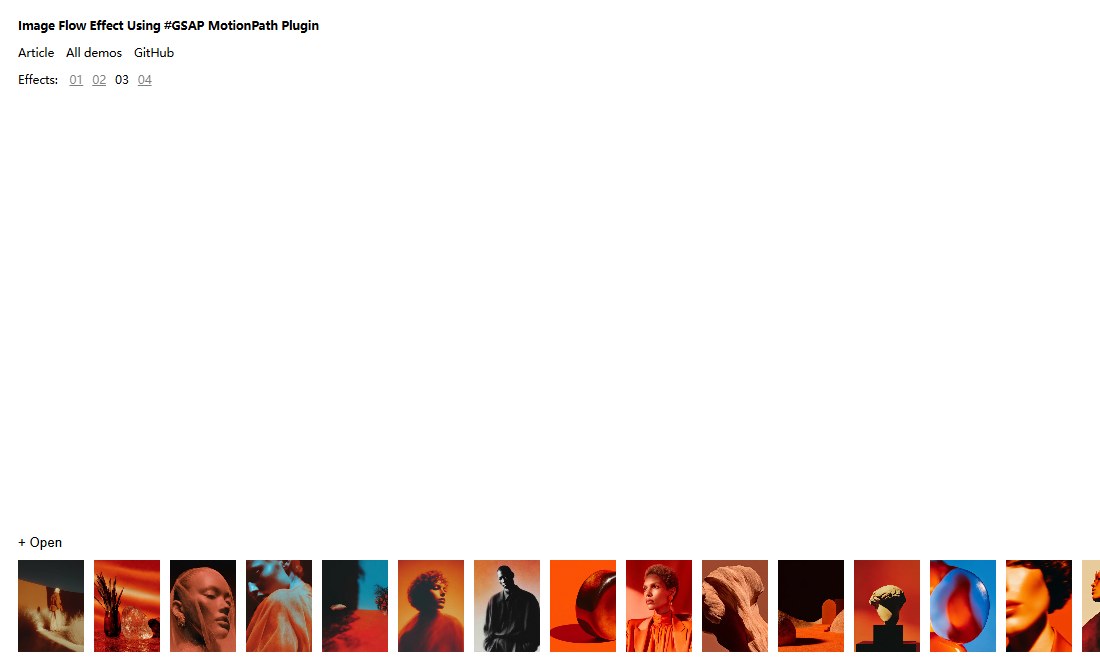 Image Flow Effect Using #GSAP MotionPath Plugin
Article All demos GitHub
Effects: 01 02 03 04
+ Open